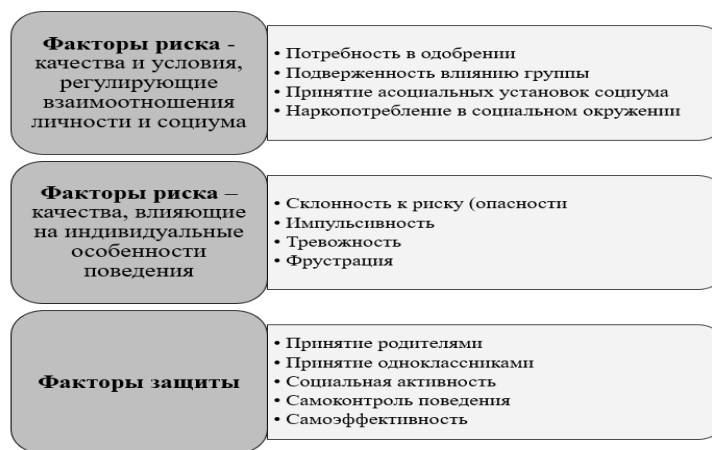 Факторы риска -
качества и условия,
регулирующие
взаимоотношения
личности и социума
• Потребность в одобрении
• Подверженность влиянию группы
• Принятие асоциальных установок социума
• Наркопотребление в социальном окружении
Факторы риска –
качества, влияющие
на индивидуальные
особенности
поведения
• Склонность к риску (опасности
• Импульсивность
• Тревожность
• Фрустрация
Факторы защиты
• Принятие родителями
• Принятие одноклассниками
• Социальная активность
• Самоконтроль поведения
• Самоэффективность